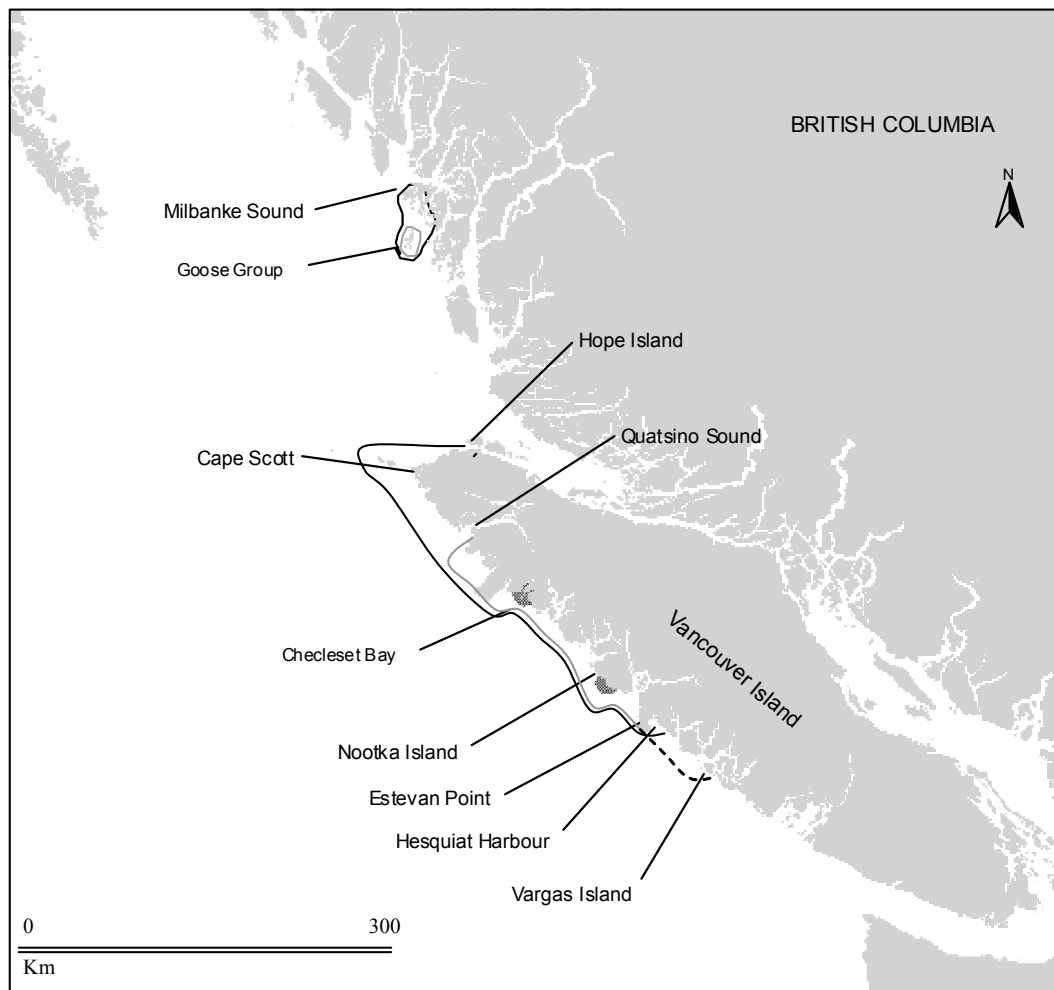 BRITISH COLUMBIA
N
Milbanke Sound
Goose Group
Hope Island
Quatsino Sound
Cape Scott
Vancouver Island
Checleset Bay
Nootka Island
Estevan Point
Hesquiat Harbour
Vargas Island
0 300
Km